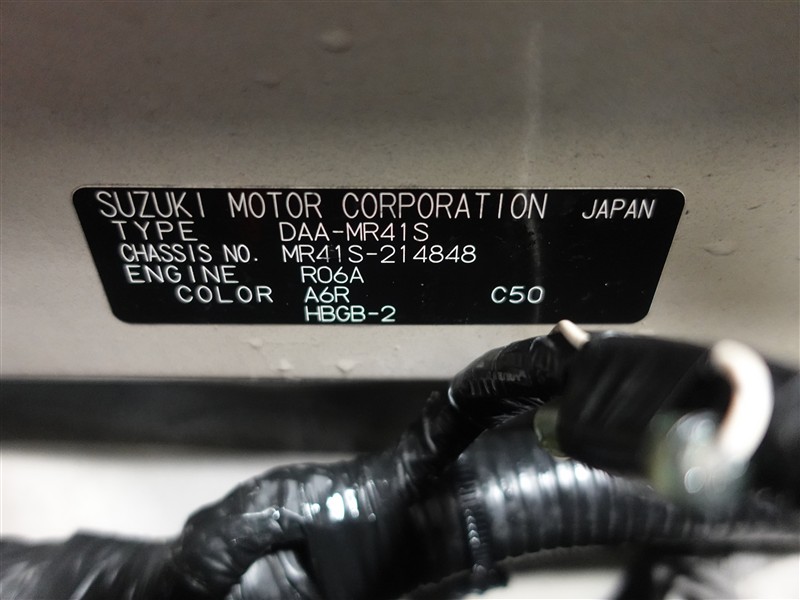 SUZUKI MOTOR CORPORATION JAPAN
TYPE DAA-MR41S
CHASSIS NO. MR41S-214848
ENGINE R06A
COLOR A6R C50
HBGB-2